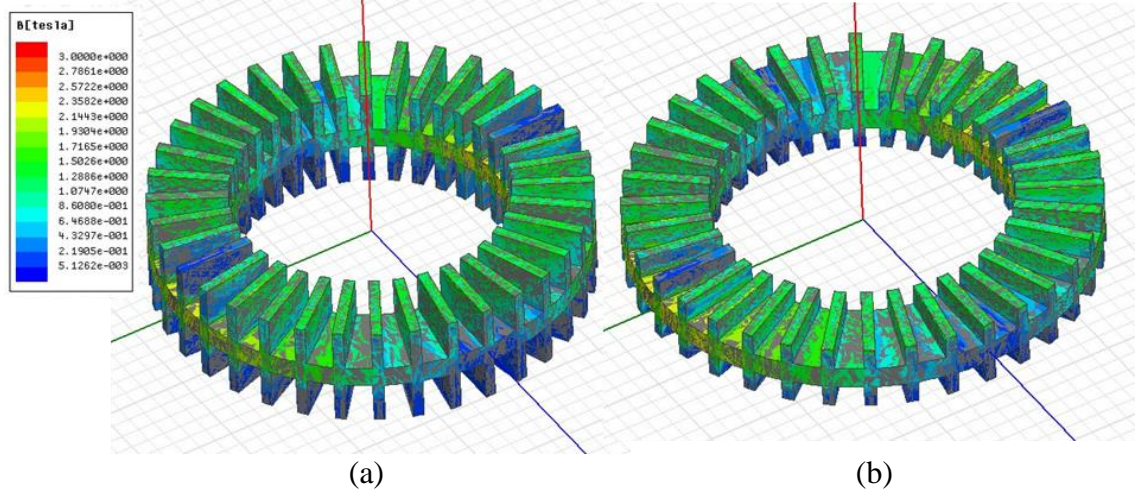 B[tesla]
3.0000e+000
2.7861e+000
2.5722e+000
2.3582e+000
2.1443e+000
1.9304e+000
1.7165e+000
1.5026e+000
1.2886e+000
1.0747e+000
8.6080e-001
6.4688e-001
4.3297e-001
2.1905e-001
5.1262e-003
(a)
(b)